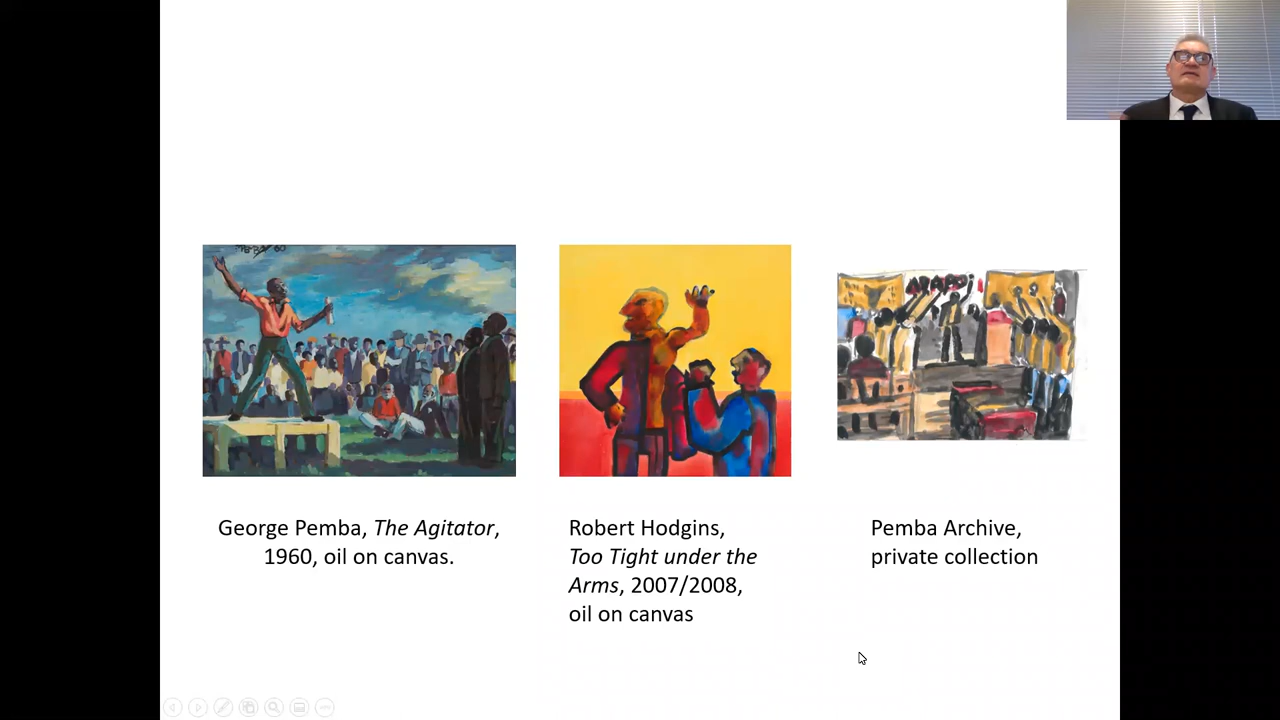 George Pemba, The Agitator,
1960, oil on canvas.
Robert Hodgins,
Too Tight under the
Arms, 2007/2008,
oil on canvas
Pemba Archive,
private collection